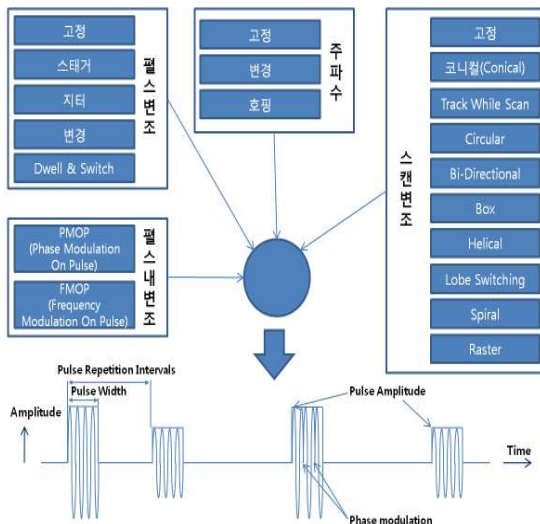 고정
스태거
지터
변경
Dwell & Switch
펄스변조
고정
변경
호핑
주파수
고정
코니컬(Conical)
Track While Scan
Circular
Bi-Directional
Box
Helical
Lobe Switching
Spiral
Raster
스캔변조
PMOP
(Phase Modulation
On Pulse)
FMOP
(Frequency
Modulation On Pulse)
펄스내변조
Pulse Repetition Intervals
Pulse Width
Amplitude
Pulse Amplitude
Time
Phase modulation